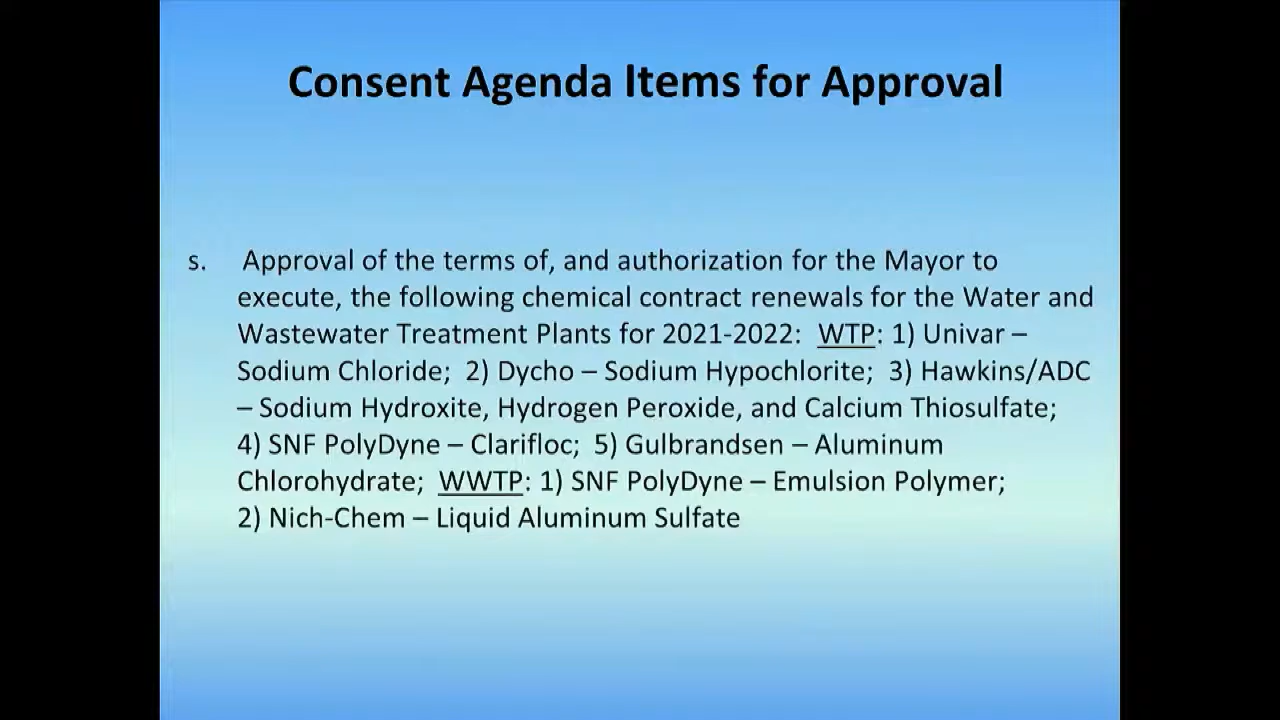 Consent Agenda Items for Approval
s. Approval of the terms of, and authorization for the Mayor to
execute, the following chemical contract renewals for the Water and
Wastewater Treatment Plants for 2021-2022: WTP: 1) Univar –
Sodium Chloride; 2) Dycho – Sodium Hypochlorite; 3) Hawkins/ADC
– Sodium Hydroxite, Hydrogen Peroxide, and Calcium Thiosulfate;
4) SNF PolyDyne – Clarifloc; 5) Gulbrandsen – Aluminum
Chlorohydrate; WWTP: 1) SNF PolyDyne – Emulsion Polymer;
2) Nich-Chem – Liquid Aluminum Sulfate